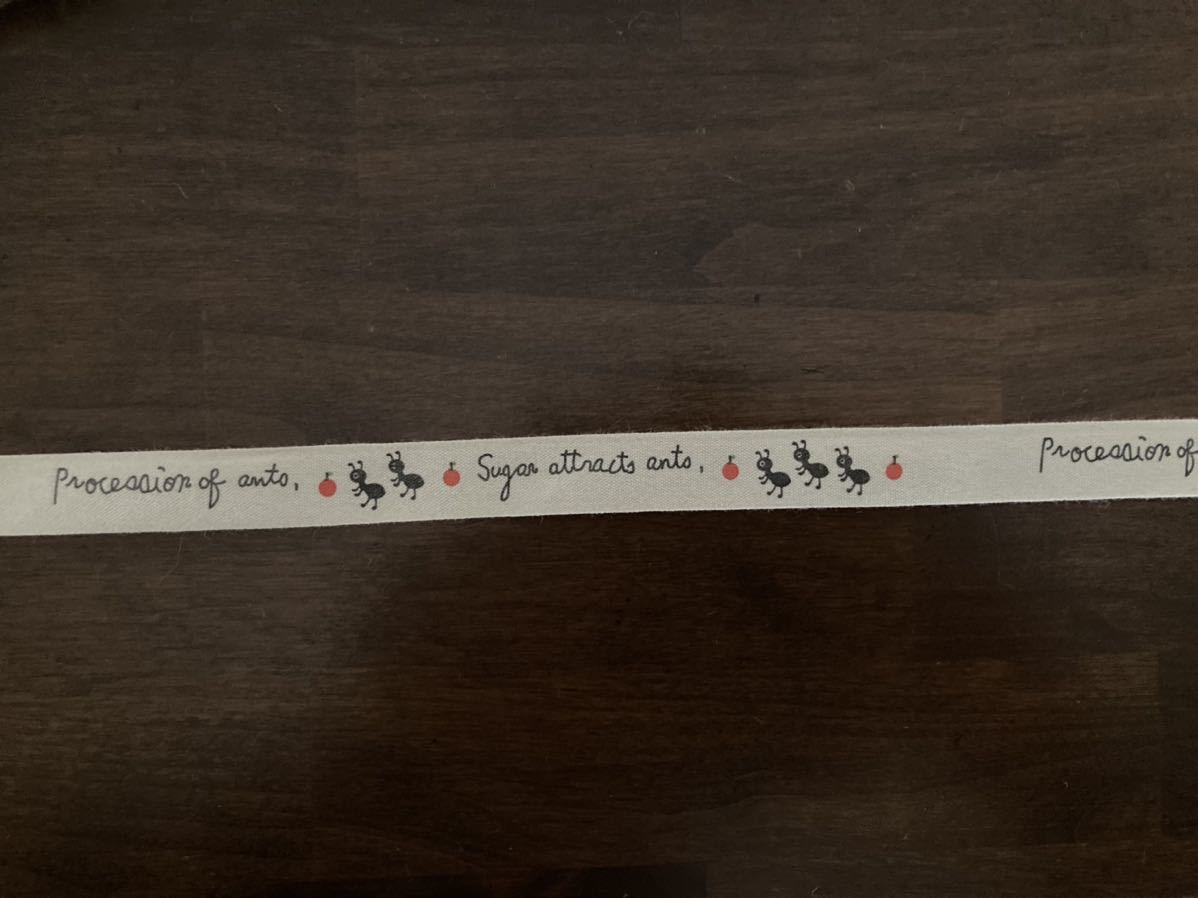 Procession of ants, Sugar attracts ants, Procession of